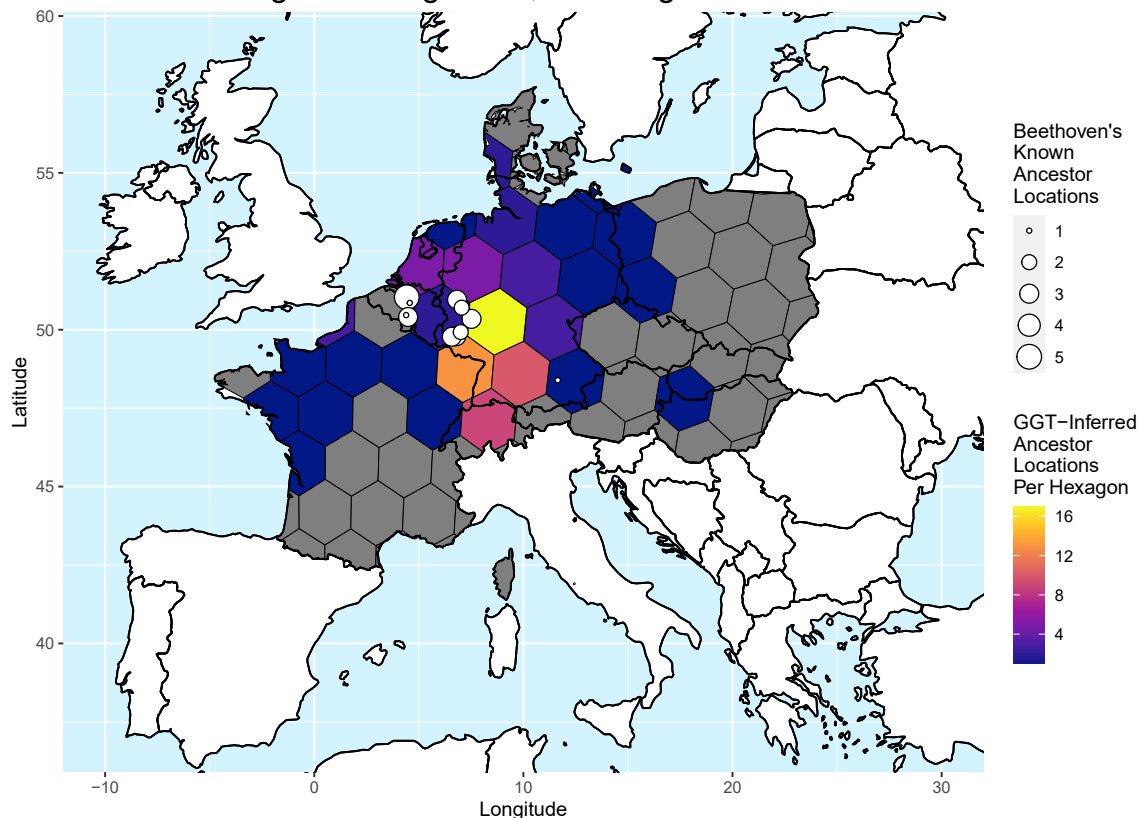 60
55
50
45
40
Latitude
−10
0
10
20
30
Longitude
Beethoven's
Known
Ancestor
Locations
1
2
3
4
5
GGT−Inferred
Ancestor
Locations
Per Hexagon
16
12
8
4